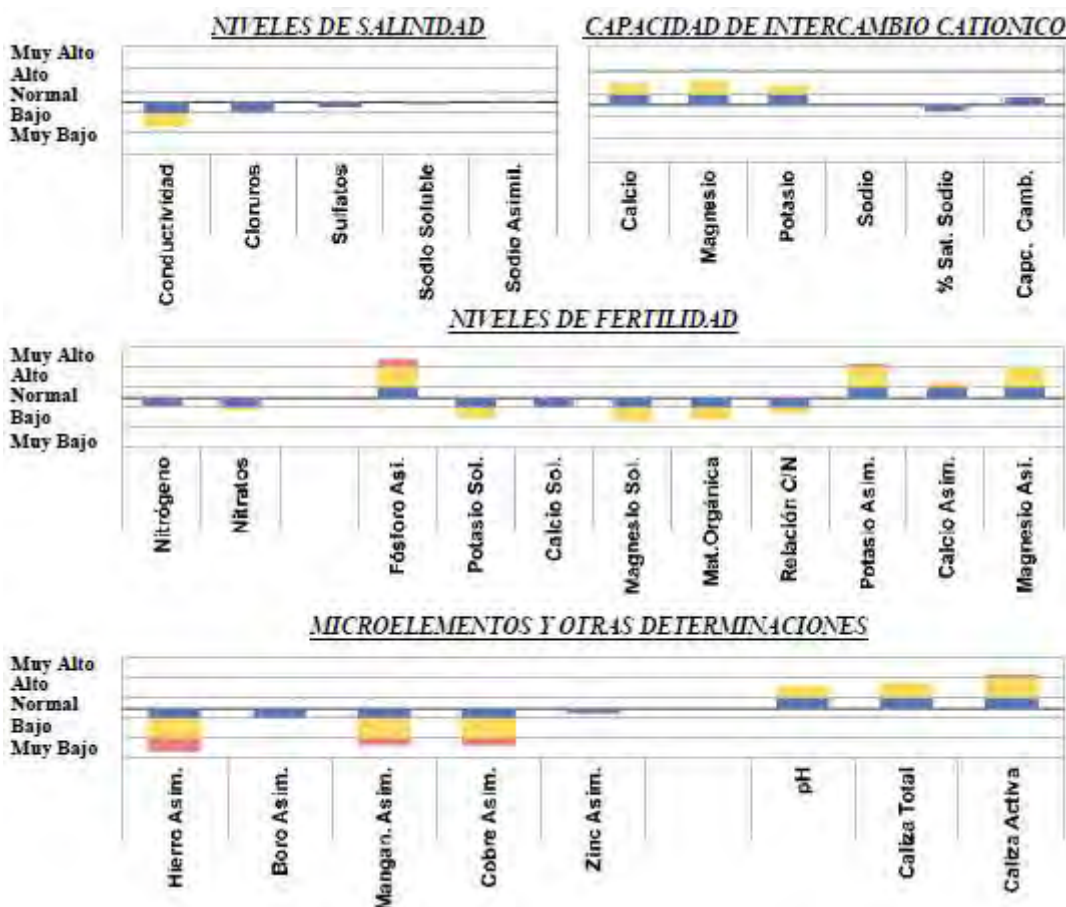 NIVELES DE SALINIDAD
CAPACIDAD DE INTERCAMBIO CATIONICO
Muy Alto
Alto
Normal
Bajo
Muy Bajo
Conductividad
Cloruros
Sulfatos
Sodio Soluble
Sodio Asimil.
Calcio
Magnesio
Potasio
Sodio
% Sat. Sodio
Capc. Camb.
NIVELES DE FERTILIDAD
Muy Alto
Alto
Normal
Bajo
Muy Bajo
Nitrógeno
Nitratos
Fósforo Asi.
Potasio Sol.
Calcio Sol.
Magnesio Sol.
Mat.Orgánica
Relación C/N
Potasio Asim.
Calcio Asim.
Magnesio Asi.
MICROELEMENTOS Y OTRAS DETERMINACIONES
Muy Alto
Alto
Normal
Bajo
Muy Bajo
Hierro Asim.
Boro Asim.
Mangan. Asim.
Cobre Asim.
Zinc Asim.
pH
Caliza Total
Caliza Activa